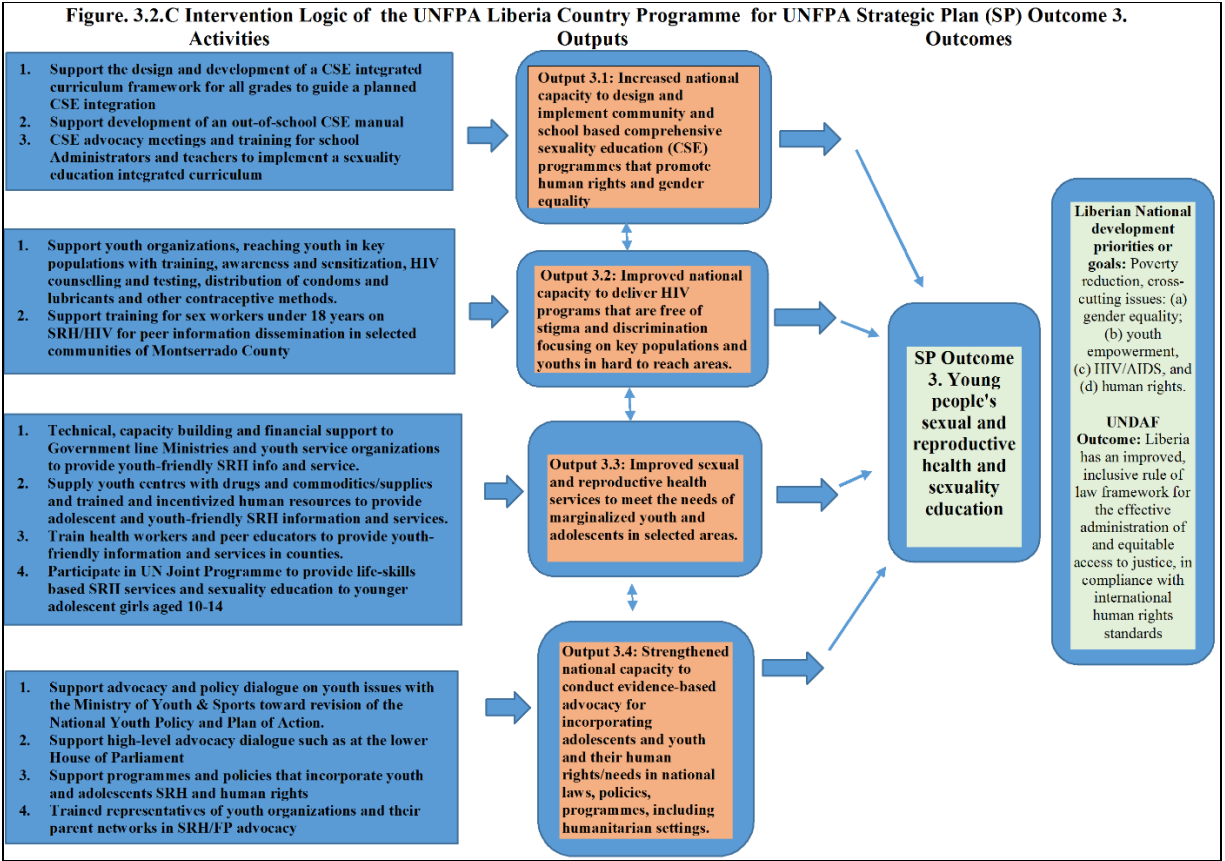 Figure. 3.2.C Intervention Logic of the UNFPA Liberia Country Programme for UNFPA Strategic Plan (SP) Outcome 3.
Activities
Outputs
Outcomes
1. Support the design and development of a CSE integrated
curriculum framework for all grades to guide a planned
CSE integration
2. Support development of an out-of-school CSE manual
3. CSE advocacy meetings and training for school
Administrators and teachers to implement a sexuality
education integrated curriculum
Output 3.1: Increased national
capacity to design and
implement community and
school based comprehensive
sexuality education (CSE)
programmes that promote
human rights and gender
equality
1. Support youth organizations, reaching youth in key
populations with training, awareness and sensitization, HIV
counselling and testing, distribution of condoms and
lubricants and other contraceptive methods.
2. Support training for sex workers under 18 years on
SRH/HIV for peer information dissemination in selected
communities of Montserrado County
Output 3.2: Improved national
capacity to deliver HIV
programs that are free of
stigma and discrimination
focusing on key populations and
youths in hard to reach areas.
1. Technical, capacity building and financial support to
Government line Ministries and youth service organizations
to provide youth-friendly SRH info and service.
2. Supply youth centres with drugs and commodities/supplies
and trained and incentivized human resources to provide
adolescent and youth-friendly SRH information and services.
3. Train health workers and peer educators to provide youth-
friendly information and services in counties.
4. Participate in UN Joint Programme to provide life-skills
based SRH services and sexuality education to younger
adolescent girls aged 10-14
Output 3.3: Improved sexual
and reproductive health
services to meet the needs of
marginalized youth and
adolescents in selected areas.
1. Support advocacy and policy dialogue on youth issues with
the Ministry of Youth & Sports toward revision of the
National Youth Policy and Plan of Action.
2. Support high-level advocacy dialogue such as at the lower
House of Parliament
3. Support programmes and policies that incorporate youth
and adolescents SRH and human rights
4. Trained representatives of youth organizations and their
parent networks in SRH/FP advocacy
Output 3.4: Strengthened
national capacity to
conduct evidence-based
advocacy for
incorporating
adolescents and youth
and their human
rights/needs in national
laws, policies,
programmes, including
humanitarian settings.
SP Outcome
3. Young
people's
sexual and
reproductive
health and
sexuality
education
Liberian National
development
priorities or
goals: Poverty
reduction, cross-
cutting issues: (a)
gender equality;
(b) youth
empowerment,
(c) HIV/AIDS, and
(d) human rights.
UNDAF
Outcome: Liberia
has an improved,
inclusive rule of
law framework for
the effective
administration of
and equitable
access to justice, in
compliance with
international
human rights
standards